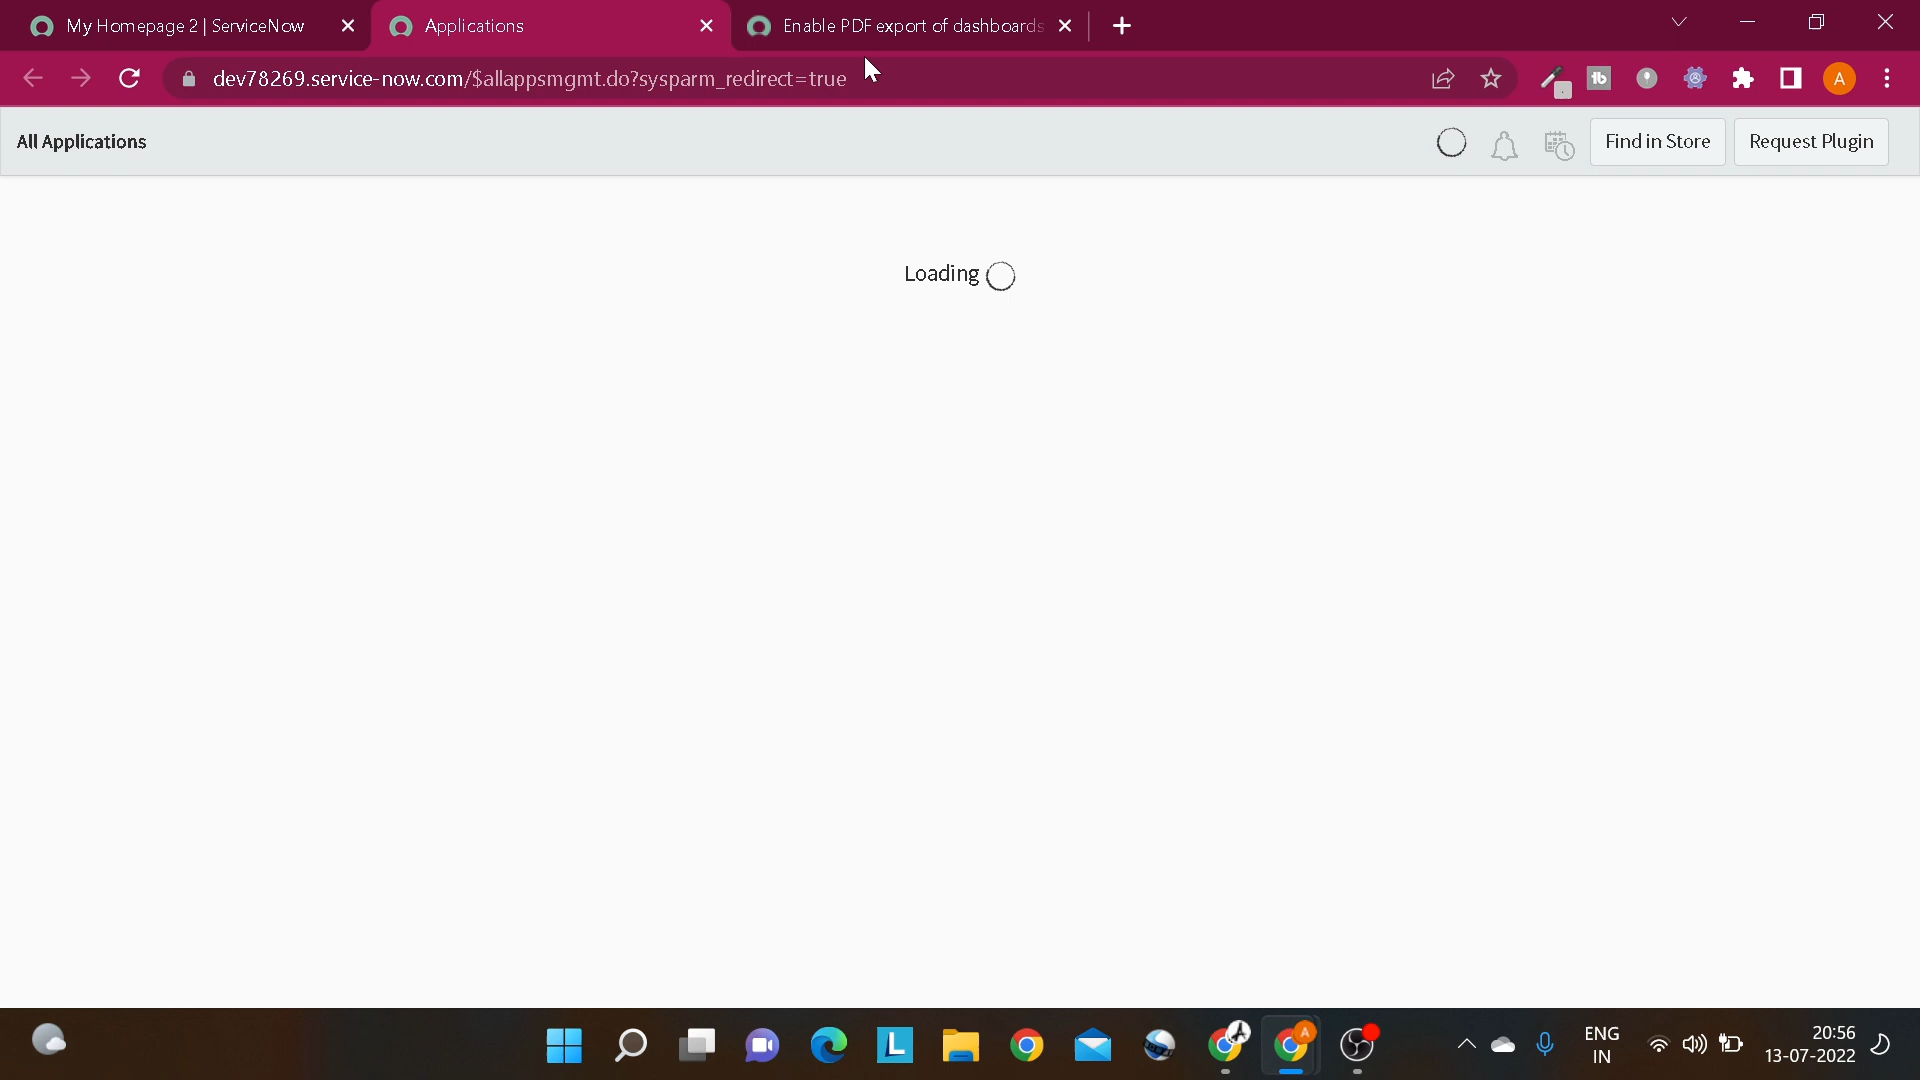 My Homepage 2 | ServiceNow
Applications
Enable PDF export of dashboards
dev78269.service-now.com/$allappsmgmt.do?sysparm_redirect=true
tb
A
All Applications
Find in Store
Request Plugin
Loading
L
A
ENG
IN
20:56
13-07-2022